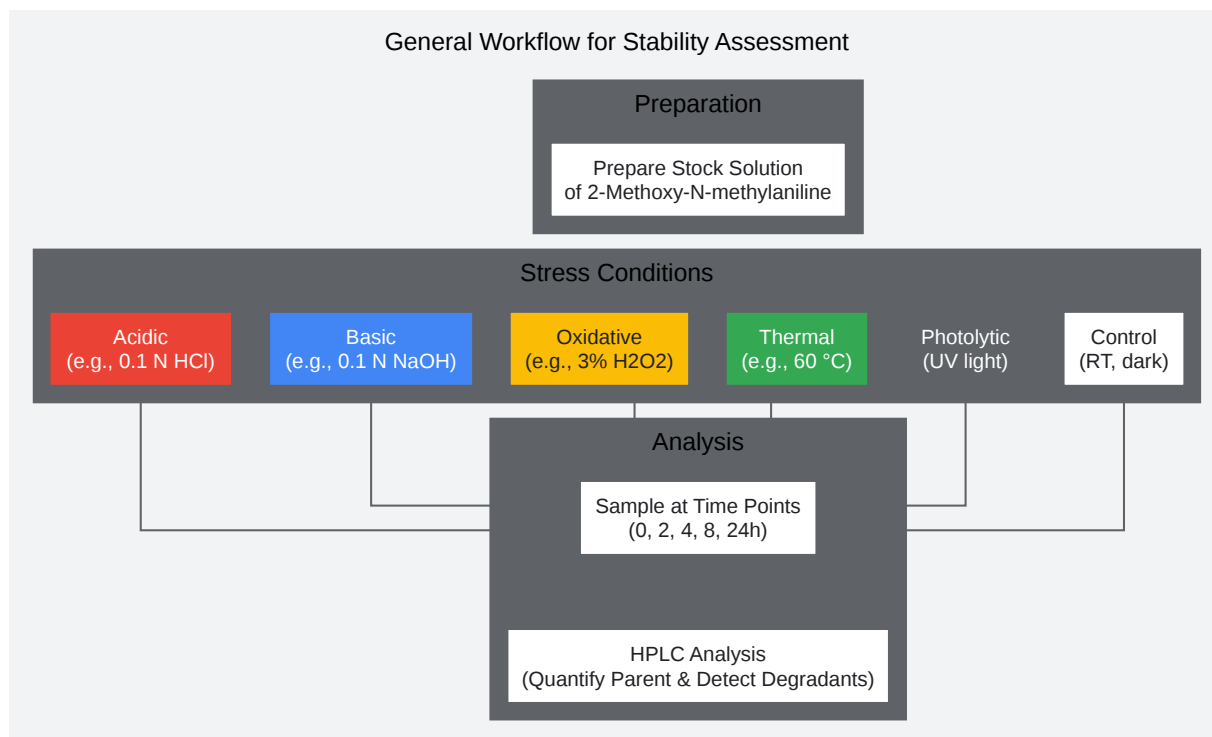 General Workflow for Stability Assessment
Preparation
Prepare Stock Solution
of 2-Methoxy-N-methylaniline
Stress Conditions
Acidic
(e.g., 0.1 N HCl)
Basic
(e.g., 0.1 N NaOH)
Oxidative
(e.g., 3% H2O2)
Thermal
(e.g., 60 °C)
Photolytic
(UV light)
Control
(RT, dark)
Analysis
Sample at Time Points
(0, 2, 4, 8, 24h)
HPLC Analysis
(Quantify Parent & Detect Degradants)